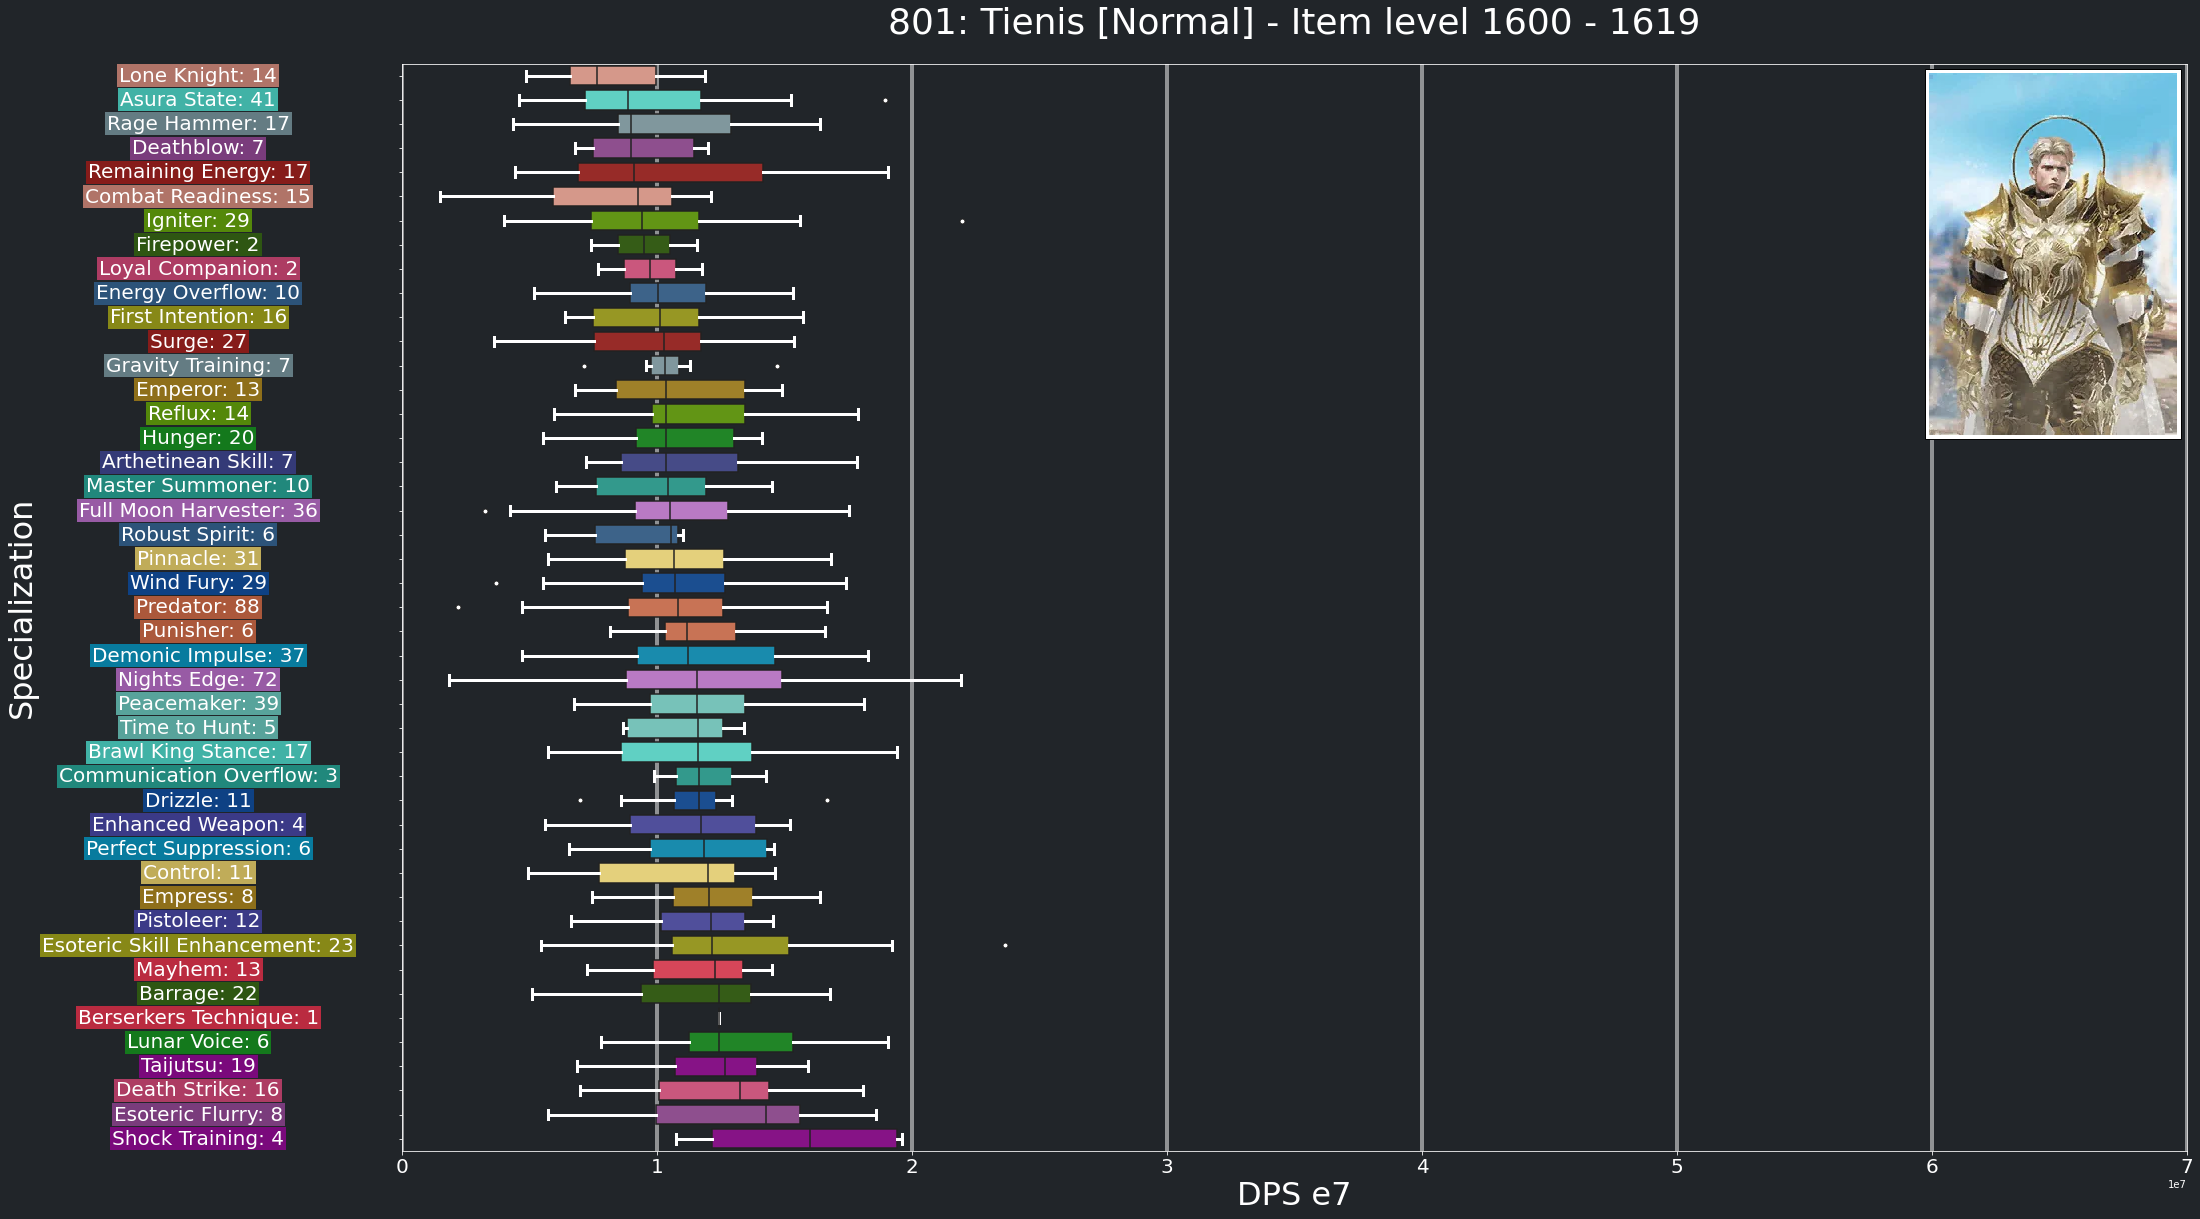 801: Tienis [Normal] - Item level 1600 - 1619
Specialization
Lone Knight: 14
Asura State: 41
Rage Hammer: 17
Deathblow: 7
Remaining Energy: 17
Combat Readiness: 15
Igniter: 29
Firepower: 2
Loyal Companion: 2
Energy Overflow: 10
First Intention: 16
Surge: 27
Gravity Training: 7
Emperor: 13
Reflux: 14
Hunger: 20
Arthetinean Skill: 7
Master Summoner: 10
Full Moon Harvester: 36
Robust Spirit: 6
Pinnacle: 31
Wind Fury: 29
Predator: 88
Punisher: 6
Demonic Impulse: 37
Nights Edge: 72
Peacemaker: 39
Time to Hunt: 5
Brawl King Stance: 17
Communication Overflow: 3
Drizzle: 11
Enhanced Weapon: 4
Perfect Suppression: 6
Control: 11
Empress: 8
Pistoleer: 12
Esoteric Skill Enhancement: 23
Mayhem: 13
Barrage: 22
Berserkers Technique: 1
Lunar Voice: 6
Taijutsu: 19
Death Strike: 16
Esoteric Flurry: 8
Shock Training: 4
0 1 2 3 4 5 6 7
1e7
DPS e7